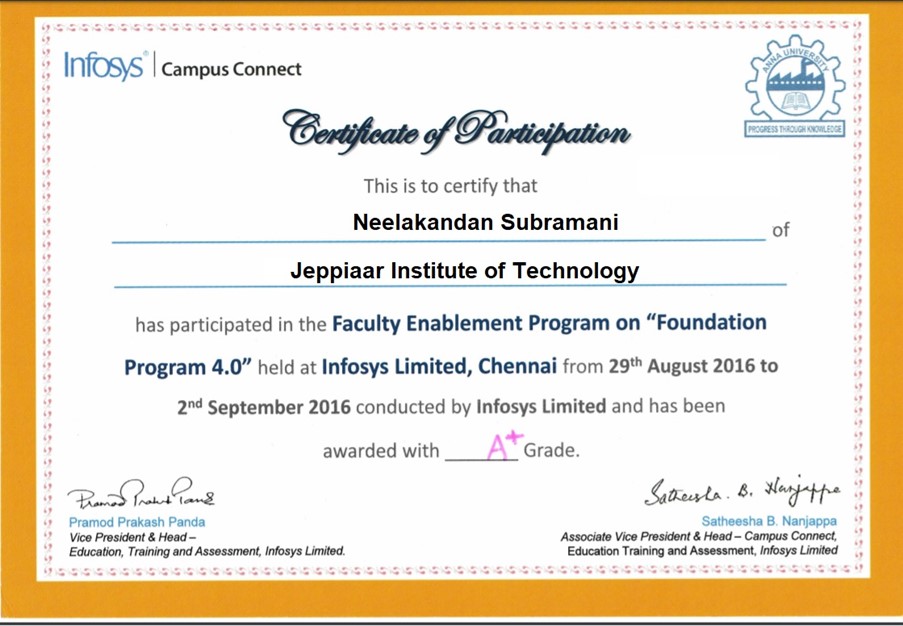 Infosys® | Campus Connect
ANNA UNIVERSITY
PROGRESS THROUGH KNOWLEDGE
Certificate of Participation
This is to certify that
Neelakandan Subramani of
Jeppiaar Institute of Technology
has participated in the Faculty Enablement Program on “Foundation
Program 4.0” held at Infosys Limited, Chennai from 29th August 2016 to
2nd September 2016 conducted by Infosys Limited and has been
awarded with A+ Grade.
Pramod Prakash Panda
Satheesha. B. Nanjappa
Pramod Prakash Panda
Vice President & Head –
Education, Training and Assessment, Infosys Limited.
Satheesha B. Nanjappa
Associate Vice President & Head – Campus Connect,
Education Training and Assessment, Infosys Limited